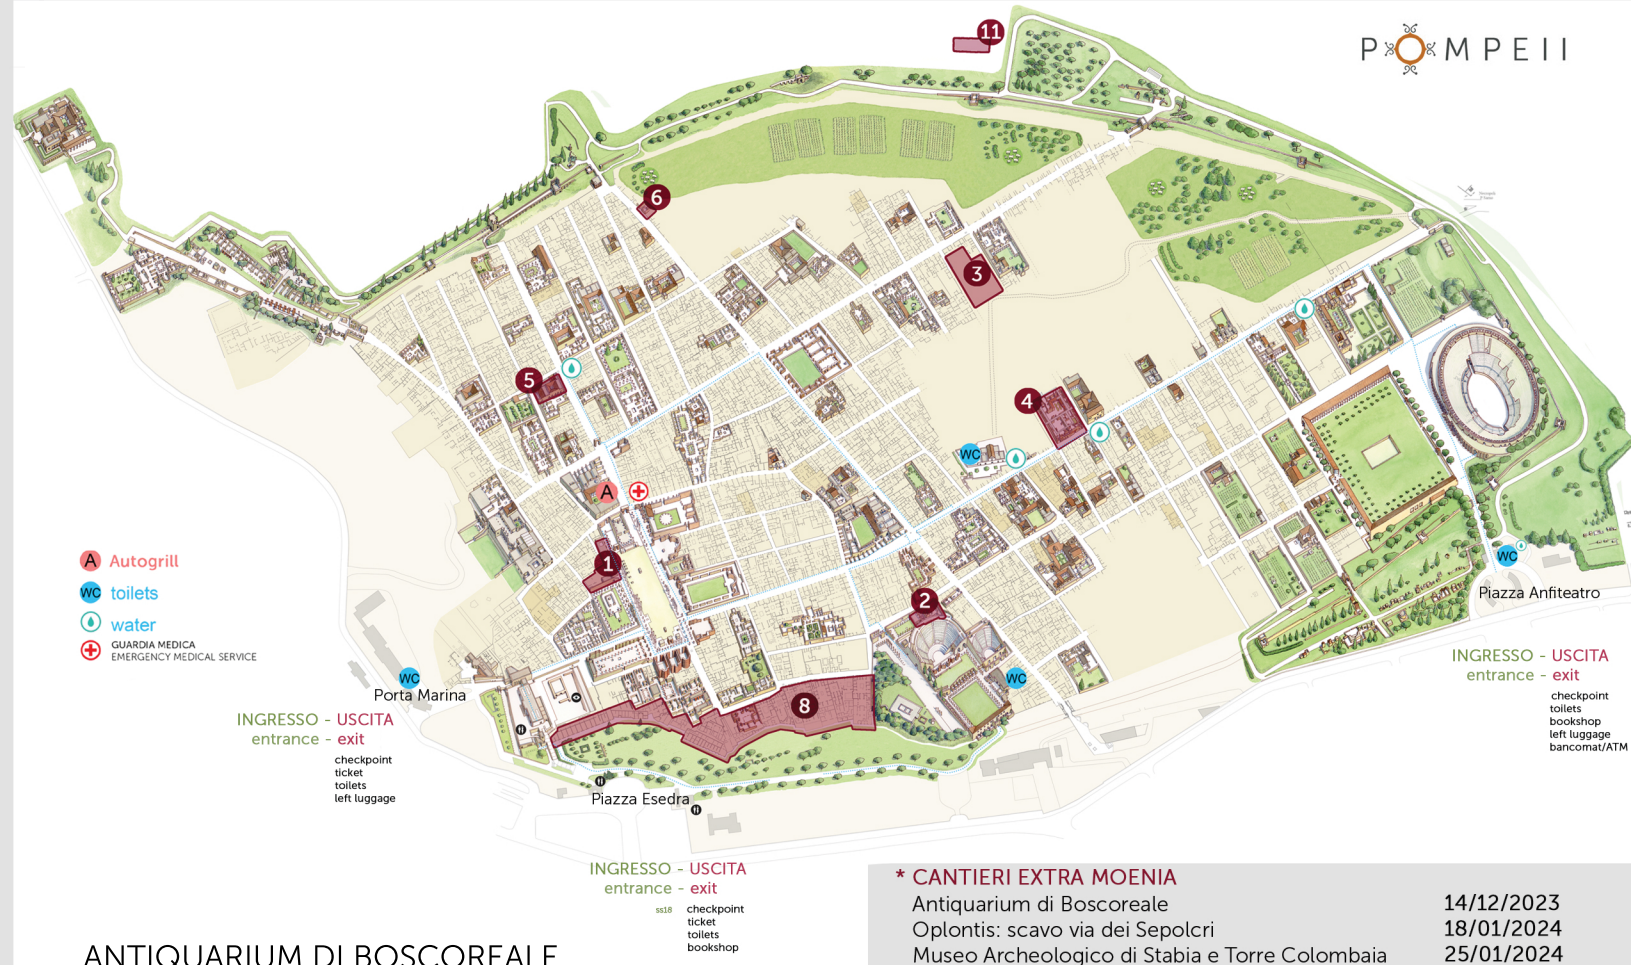 11
POMPEII
6
3
5
4
WC
A
1
2
WC
A Autogrill
WC toilets
water
GUARDIA MEDICA
EMERGENCY MEDICAL SERVICE
Piazza Anfiteatro
WC
Porta Marina
WC
8
INGRESSO - USCITA
entrance - exit
checkpoint
toilets
bookshop
left luggage
bancomat/ATM
INGRESSO - USCITA
entrance - exit
checkpoint
ticket
toilets
left luggage
Piazza Esedra
INGRESSO - USCITA
entrance - exit
ss18
checkpoint
ticket
toilets
bookshop
* CANTIERI EXTRA MOENIA
Antiquarium di Boscoreale 14/12/2023
Oplontis: scavo via dei Sepolcri 18/01/2024
Museo Archeologico di Stabia e Torre Colombaia 25/01/2024
ANTIQUARIUM DI BOSCOREALE